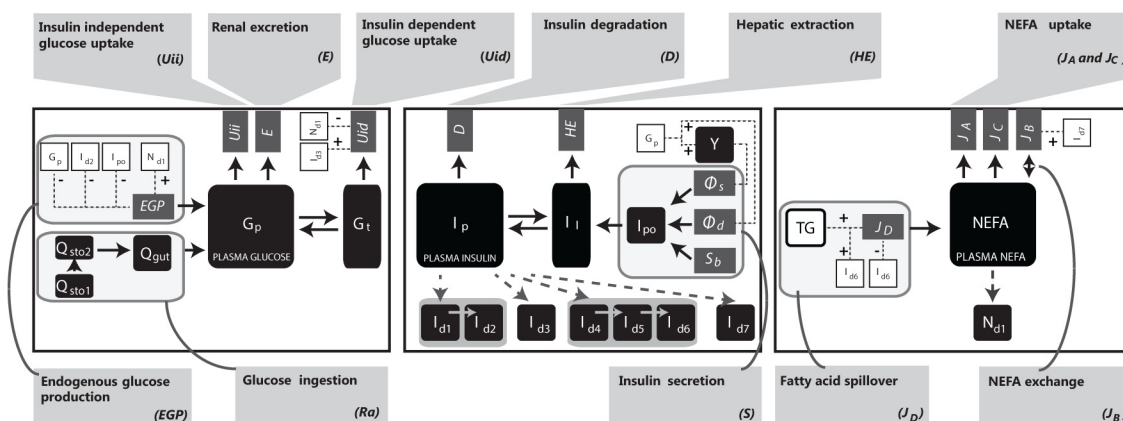 Insulin independent
glucose uptake
(Uii)
Renal excretion
(E)
Insulin dependent
glucose uptake
(Uid)
Insulin degradation
(D)
Hepatic extraction
(HE)
NEFA uptake
(JA and JC)
Uii
E
Nd1
-
Id3
+
Uid
Gp
Id2
Ipo
Nd1
-
-
-
+
EGP
Gp
PLASMA GLUCOSE
Gt
Qsto2
Qgut
Qsto1
D
HE
Gp
+
+
Y
Φs
Φd
Sb
Ipo
Ip
PLASMA INSULIN
II
Id1
Id2
Id3
Id4
Id5
Id6
Id7
JA
JC
JB
+
Id7
TG
+
JD
+
-
Id6
Id6
NEFA
PLASMA NEFA
Nd1
Endogenous glucose
production
(EGP)
Glucose ingestion
(Ra)
Insulin secretion
(S)
Fatty acid spillover
(JD)
NEFA exchange
(JB)